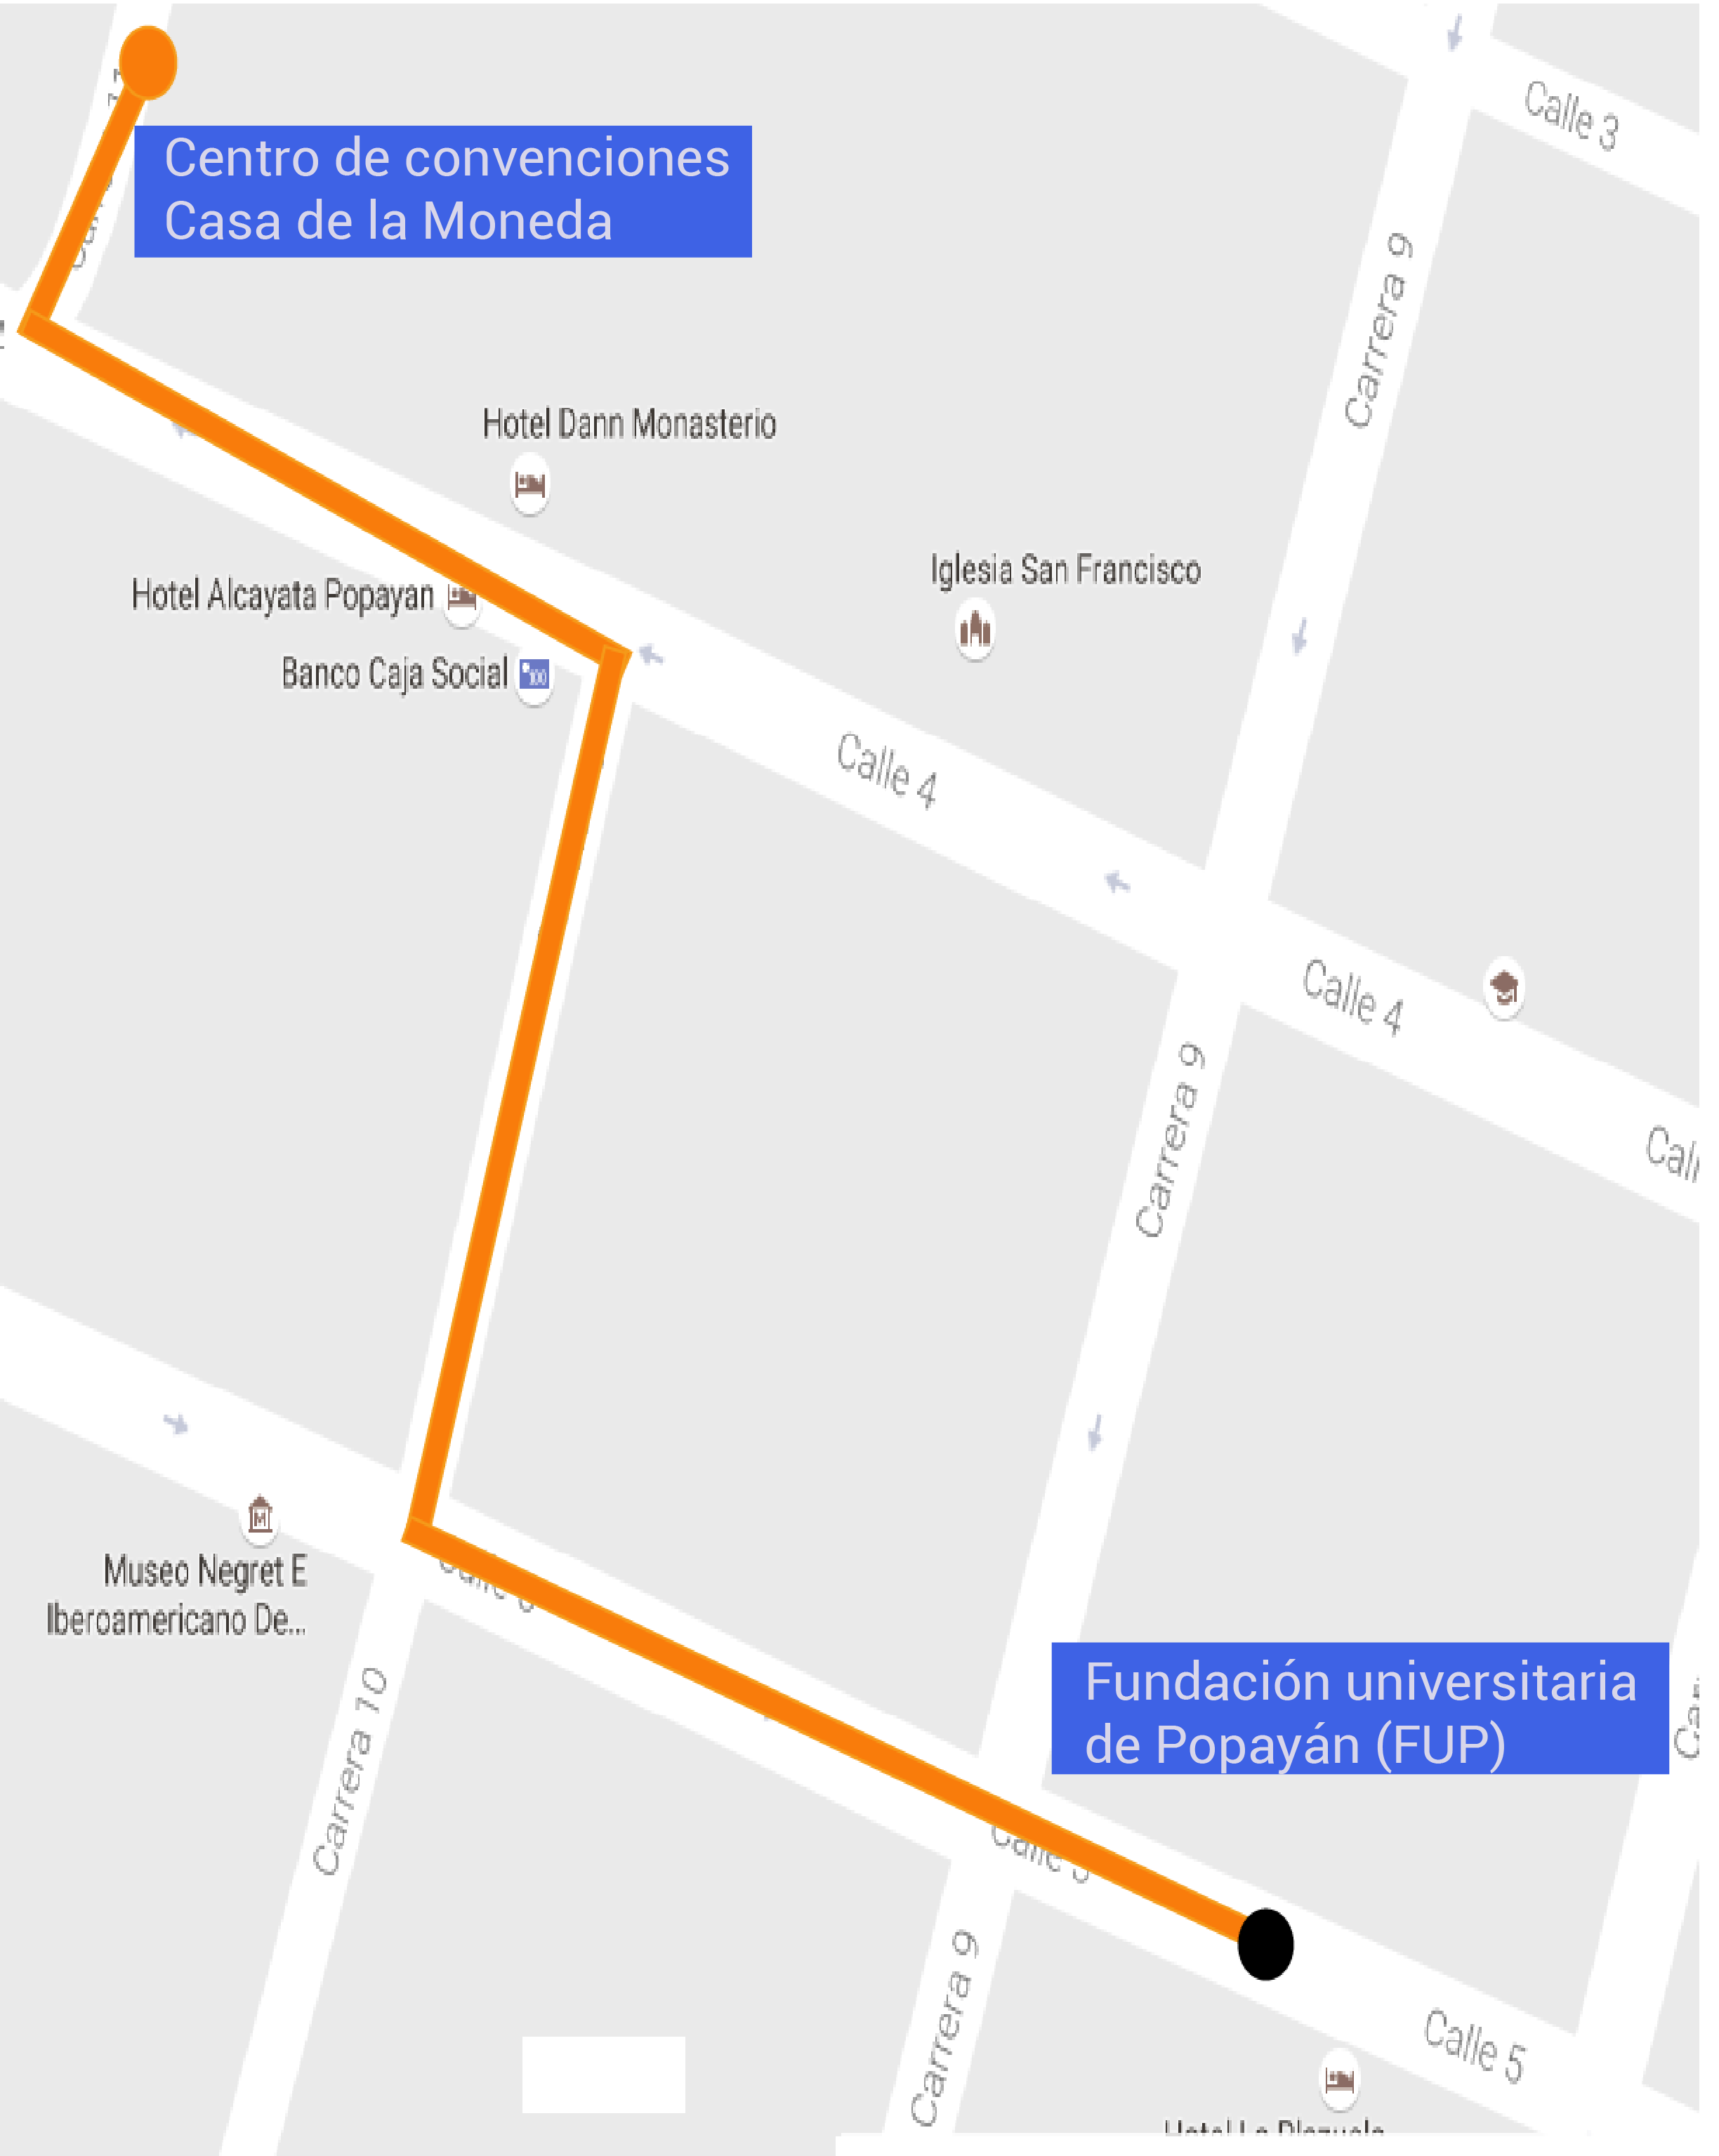 Calle 3
Centro de convenciones
Casa de la Moneda
Carrera 9
Hotel Dann Monasterio
Iglesia San Francisco
Hotel Alcayata Popayan
Banco Caja Social
100
Calle 4
Calle 4
Carrera 9
M
Museo Negret E
Iberoamericano De...
Fundación universitaria
de Popayán (FUP)
Carrera 10
Carrera 9
Calle 5